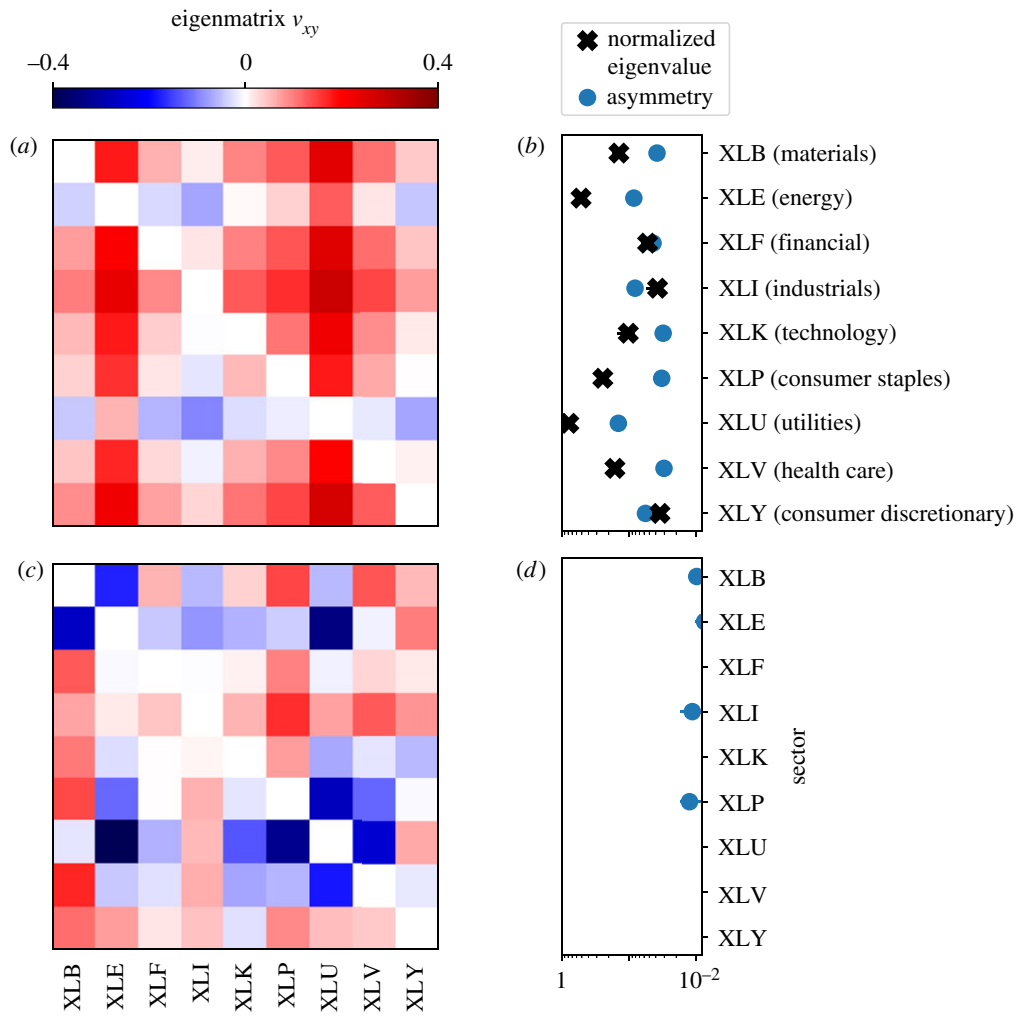 eigenmatrix vxy
−0.4 0 0.4
normalized
eigenvalue
asymmetry
(a)
(b)
XLB (materials)
XLE (energy)
XLF (financial)
XLI (industrials)
XLK (technology)
XLP (consumer staples)
XLU (utilities)
XLV (health care)
XLY (consumer discretionary)
(c)
(d)
XLB
XLE
XLF
XLI
XLK
XLP
XLU
XLV
XLY
sector
XLB
XLE
XLF
XLI
XLK
XLP
XLU
XLV
XLY
1 10−2